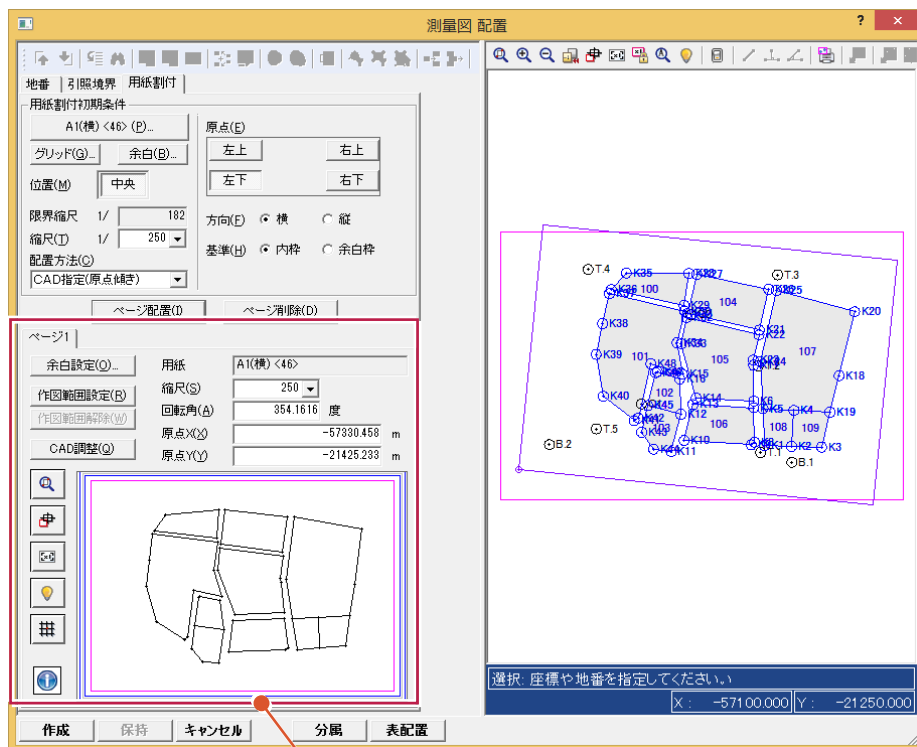 測量図 配置
? ×
地番 引照境界 用紙割付
用紙割付初期条件
A1(横) <46> (P)...
グリッド(G)... 余白(B)...
位置(M) 中央
限界縮尺 1/ 182
縮尺(T) 1/ 250
配置方法(C)
CAD指定(原点傾き)
原点(E)
左上 右上
左下 右下
方向(F) 横 縦
基準(H) 内枠 余白枠
ページ配置(I) ページ削除(D)
ページ1
余白設定(O)... 用紙 A1(横) <46>
作図範囲設定(R) 縮尺(S) 250
作図範囲解除(W) 回転角(A) 354.1616 度
原点X(X) -57330.458 m
CAD調整(Q) 原点Y(Y) -21425.233 m
T.4 K35 K27 T.3
100 104 K20
K29
K38 K21
K22
K39 101 K48 105 107
K15 K18
K16
K40 102 K14 K6
K45 K13 K5 K4 K19
K42 K12
T.5 K43 103 106 108 109
B.2 K10 K2 K3
K11 T.1 B.1
選択: 座標や地番を指定してください。
X: -57100.000 Y: -21250.000
作成 保持 キャンセル 分属 表配置